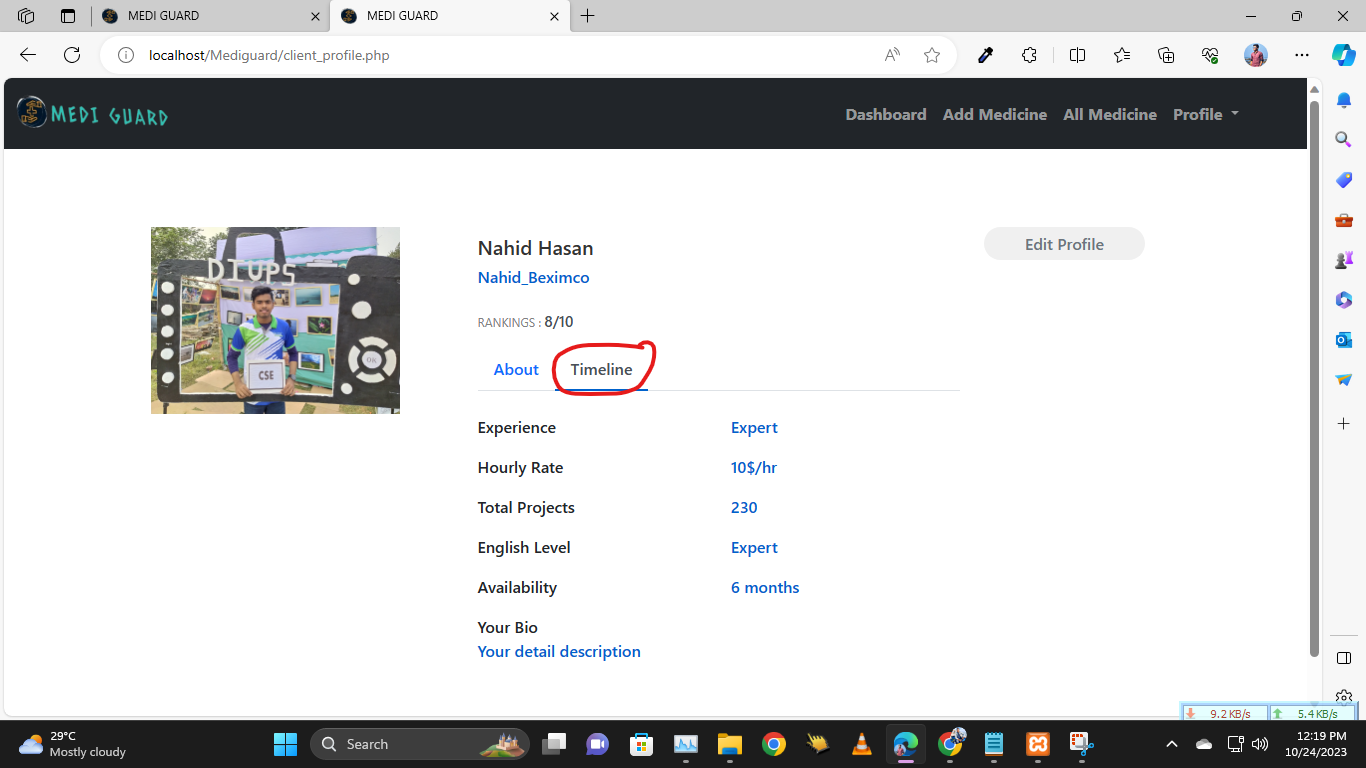 MEDI GUARD
MEDI GUARD
localhost/Mediguard/client_profile.php
MEDI GUARD
Dashboard Add Medicine All Medicine Profile
DIUPS
OK
CSE
Nahid Hasan
Nahid_Beximco
Edit Profile
RANKINGS : 8/10
About Timeline
Experience Expert
Hourly Rate 10$/hr
Total Projects 230
English Level Expert
Availability 6 months
Your Bio
Your detail description
9.2 KB/s 5.4 KB/s
29°C
Mostly cloudy
Search
12:19 PM
10/24/2023